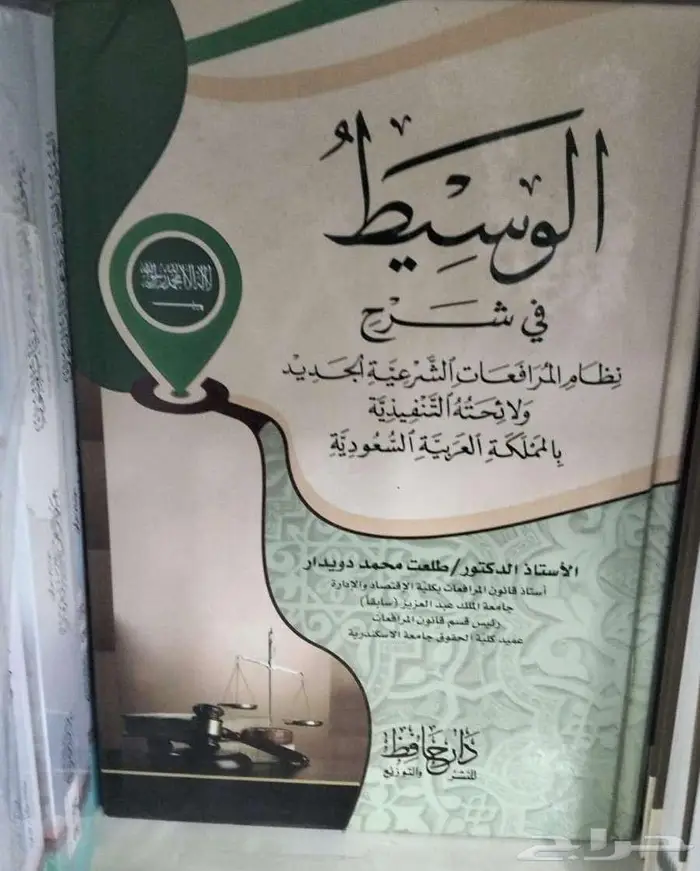 الوسيط
في شرح
نظام المرافعات الشرعية الجديد
ولائحته التنفيذية
بالمملكة العربية السعودية
لا إله إلا الله محمد رسول الله
الأستاذ الدكتور/طلعت محمد دويدار
أستاذ قانون المرافعات بكلية الإقتصاد والإدارة
جامعة الملك عبد العزيز (سابقاً)
رئيس قسم قانون المرافعات
عميد كلية الحقوق جامعة الاسكندرية
دار حافظ
للنشر والتوزيع
حراج